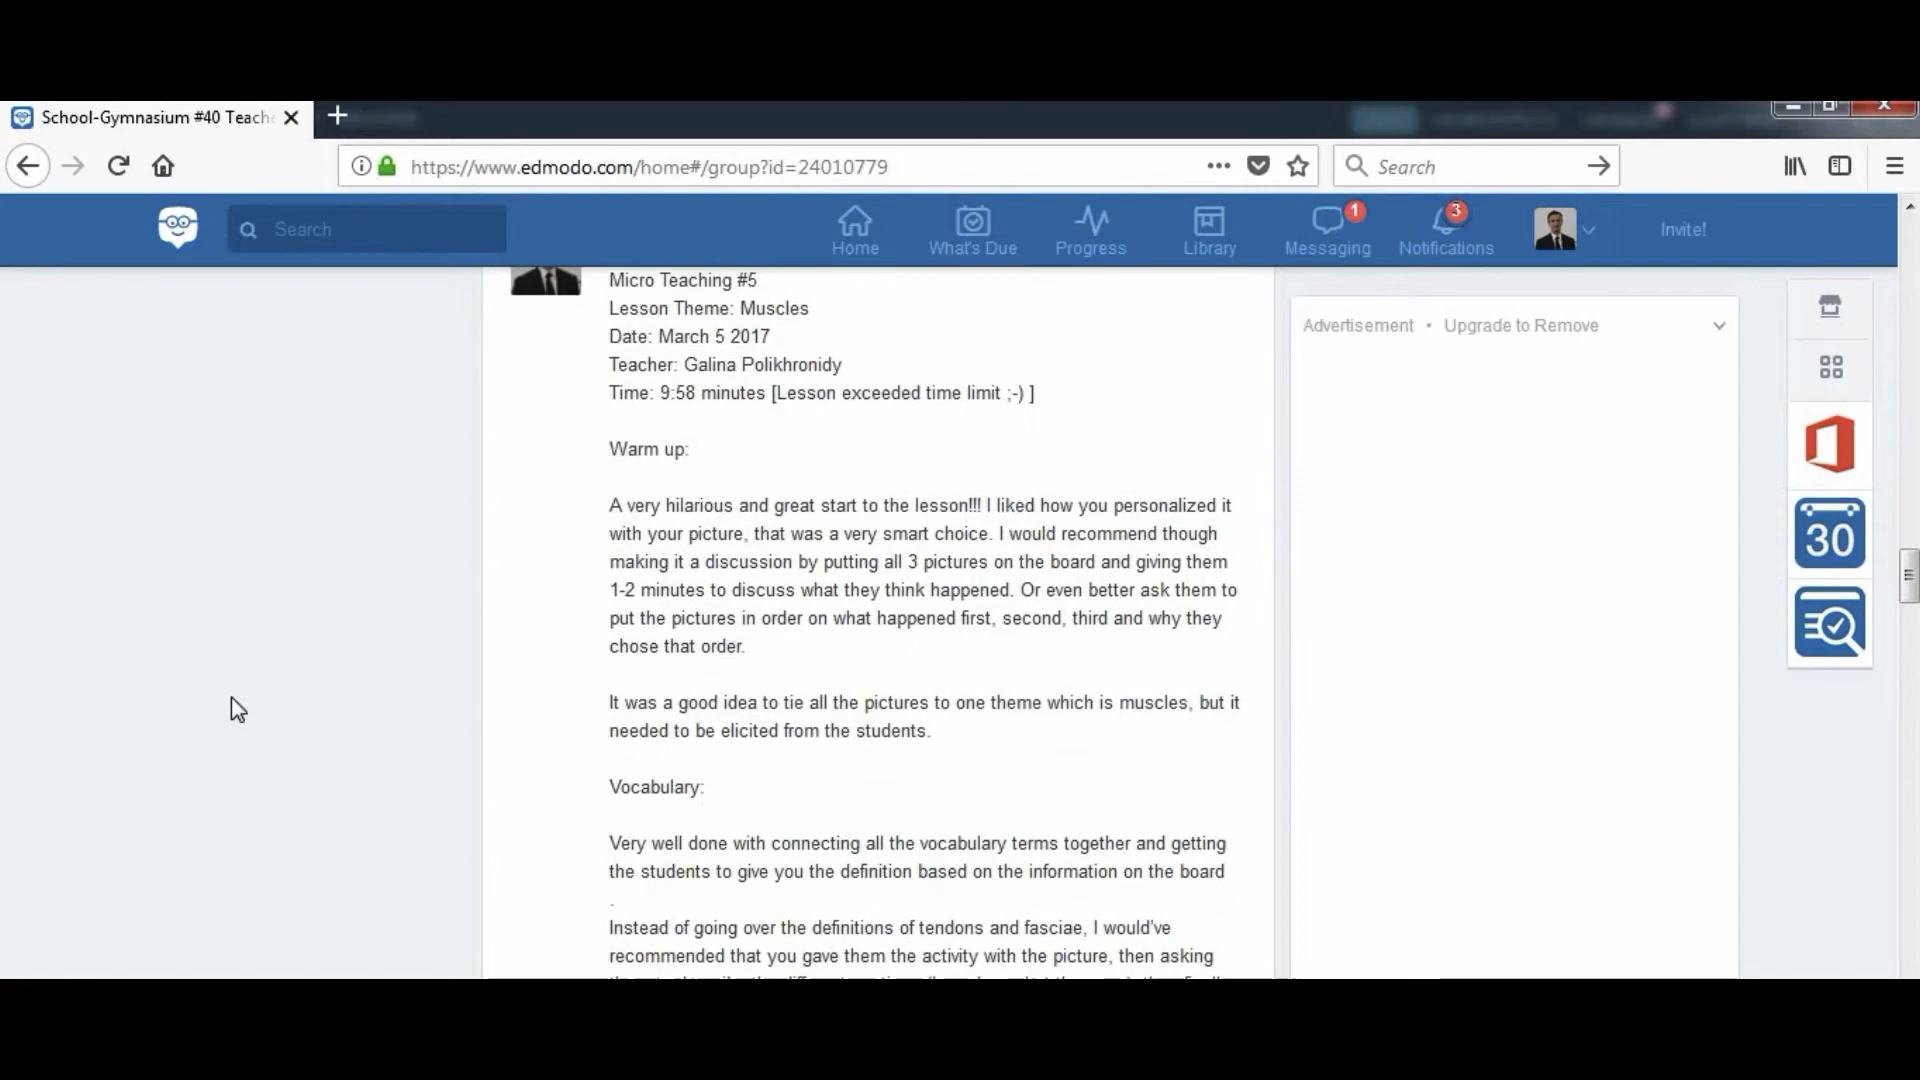 School-Gymnasium #40 Teach
https://www.edmodo.com/home#/group?id=24010779
Search
Search
Home
What's Due
Progress
Library
1
Messaging
3
Notifications
Invite!
Micro Teaching #5
Lesson Theme: Muscles
Date: March 5 2017
Teacher: Galina Polikhronidy
Time: 9:58 minutes [Lesson exceeded time limit ;-) ]
Warm up:
A very hilarious and great start to the lesson!!! I liked how you personalized it
with your picture, that was a very smart choice. I would recommend though
making it a discussion by putting all 3 pictures on the board and giving them
1-2 minutes to discuss what they think happened. Or even better ask them to
put the pictures in order on what happened first, second, third and why they
chose that order.
It was a good idea to tie all the pictures to one theme which is muscles, but it
needed to be elicited from the students.
Vocabulary:
Very well done with connecting all the vocabulary terms together and getting
the students to give you the definition based on the information on the board
.
Instead of going over the definitions of tendons and fasciae, I would've
recommended that you gave them the activity with the picture, then asking
Advertisement • Upgrade to Remove
30